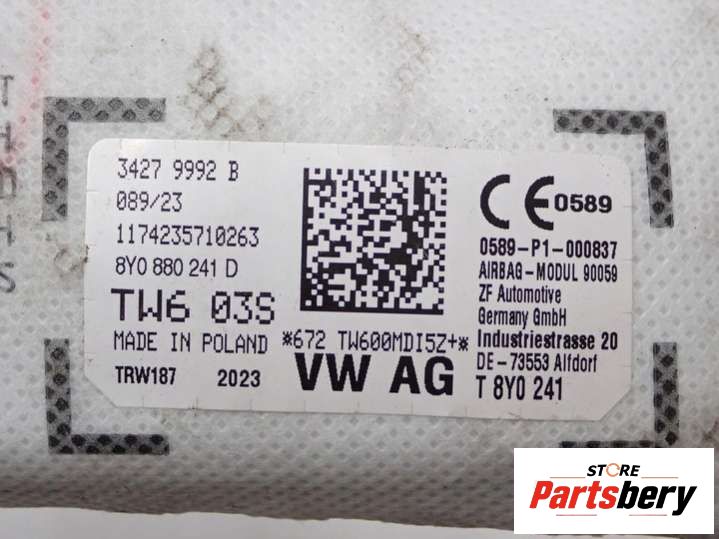 3427 9992 B
089/23
1174235710263
8Y0 880 241 D
TW6 03S
MADE IN POLAND
TRW187 2023
*672 TW600MDI5Z+*
VW AG
CE 0589
0589-P1-000837
AIRBAG-MODUL 90059
ZF Automotive
Germany GmbH
Industriestrasse 20
DE-73553 Alfdorf
T 8Y0 241
STORE
Partsbery